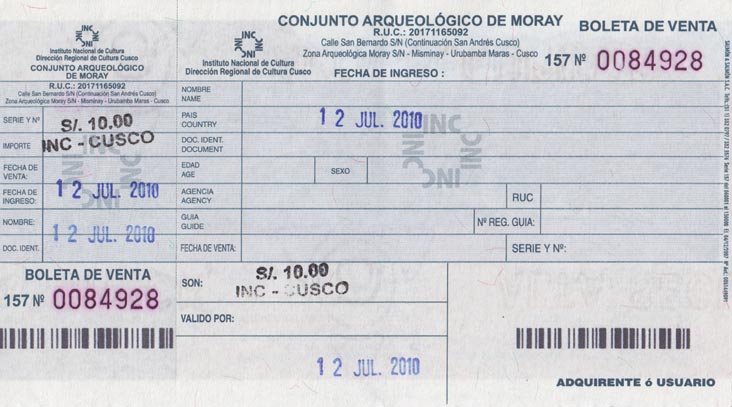 INC
INC
Instituto Nacional de Cultura
Dirección Regional de Cultura Cusco
CONJUNTO ARQUEOLÓGICO
DE MORAY
R.U.C.: 20171165092
Calle San Bernardo S/N (Continuación San Andrés Cusco)
Zona Arqueológica Moray S/N - Misminay - Urubamba Maras - Cusco
SERIE Y Nº
S/. 10.00
IMPORTE
INC - CUSCO
FECHA DE
VENTA:
FECHA DE
INGRESO:
12 JUL. 2010
NOMBRE:
12 JUL. 2010
DOC. IDENT.
BOLETA DE VENTA
157 Nº 0084928
INC
INC
Instituto Nacional de Cultura
Dirección Regional de Cultura Cusco
CONJUNTO ARQUEOLÓGICO DE MORAY
R.U.C.: 20171165092
Calle San Bernardo S/N (Continuación San Andrés Cusco)
Zona Arqueológica Moray S/N - Misminay - Urubamba Maras - Cusco
FECHA DE INGRESO :
BOLETA DE VENTA
157 Nº 0084928
NOMBRE
NAME
PAIS
COUNTRY
12 JUL. 2010
DOC. IDENT.
DOCUMENT
EDAD
AGE
SEXO
INC
INC
AGENCIA
AGENCY
RUC
GUIA
GUIDE
Nº REG. GUIA:
FECHA DE VENTA:
SERIE Y Nº:
SON:
S/. 10.00
INC - CUSCO
VALIDO POR:
12 JUL. 2010
ADQUIRENTE ó USUARIO